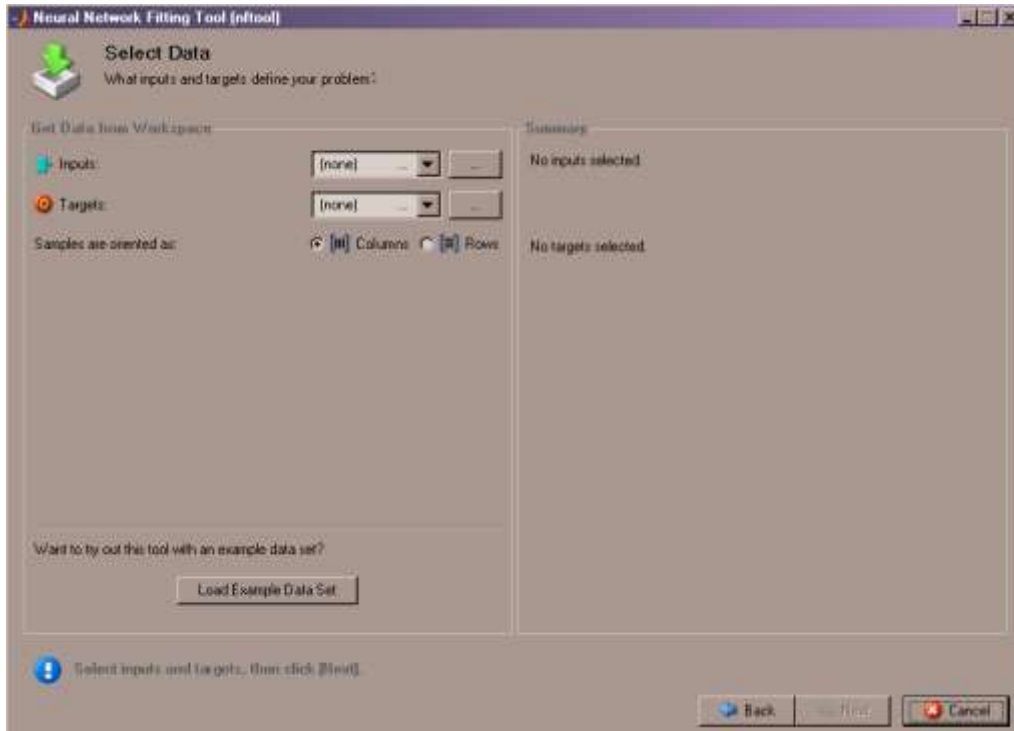 Neural Network Fitting Tool (nftool)
Select Data
What inputs and targets define your problem?
Get Data from Workspace
Inputs: (none) ... ...
Targets: (none) ... ...
Samples are oriented as: Columns Rows
Want to try out this tool with an example data set?
Load Example Data Set
Summary
No inputs selected.
No targets selected.
Select inputs and targets, then click [Next].
Back Next Cancel